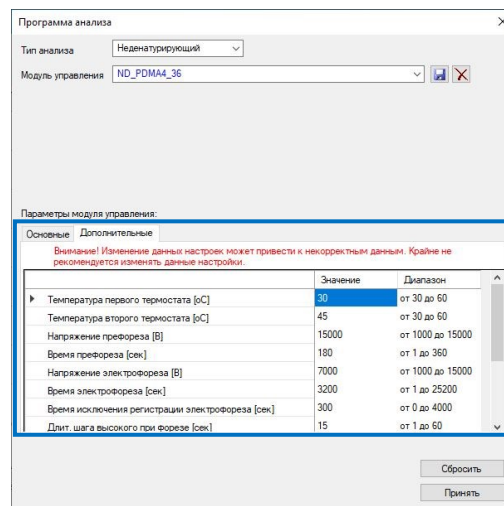 Программа анализа
Тип анализа Неденатурирующий
Модуль управления ND_PDMA4_36
Параметры модуля управления:
Основные Дополнительные
Внимание! Изменение данных настроек может привести к некорректным данным. Крайне не
рекомендуется изменять данные настройки.
Значение Диапазон
Температура первого термостата [oC] 30 от 30 до 60
Температура второго термостата [oC] 45 от 30 до 60
Напряжение префореза [В] 15000 от 1000 до 15000
Время префореза [сек] 180 от 1 до 360
Напряжение электрофореза [В] 7000 от 1000 до 15000
Время электрофореза [сек] 3200 от 1 до 25200
Время исключения регистрации электрофореза [сек] 300 от 0 до 4000
Длит. шага высокого при форезе [сек] 15 от 1 до 60
Сбросить
Принять